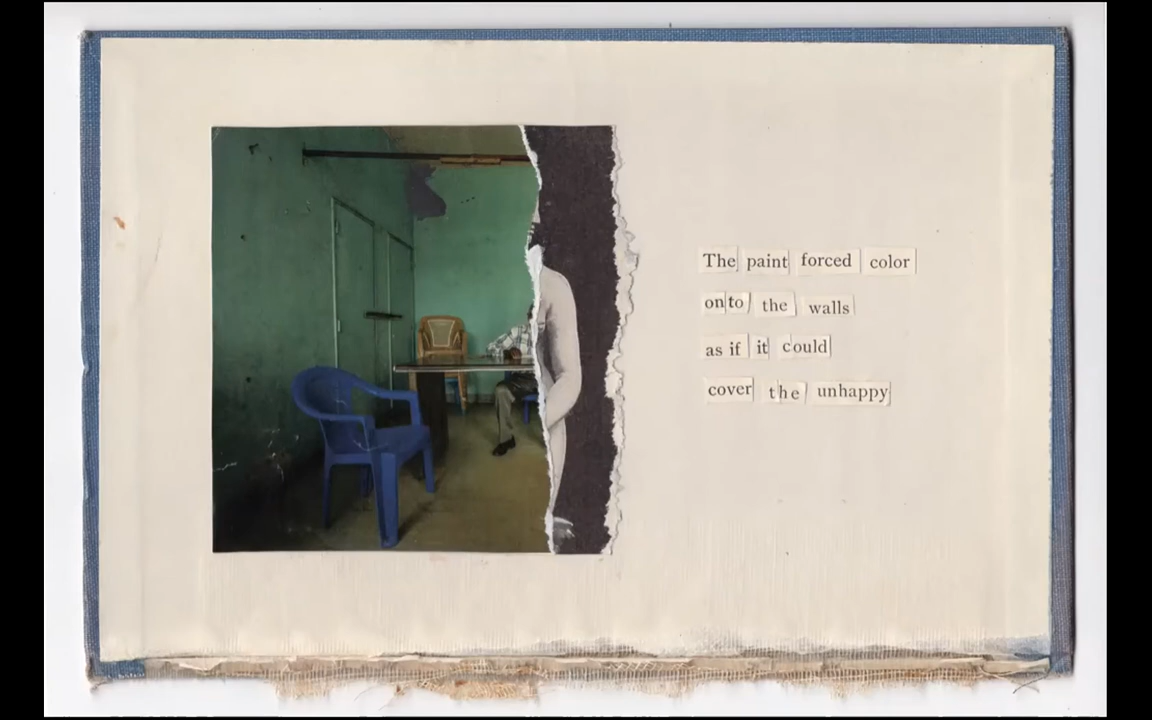 The paint forced color
onto the walls
as if it could
cover the unhappy